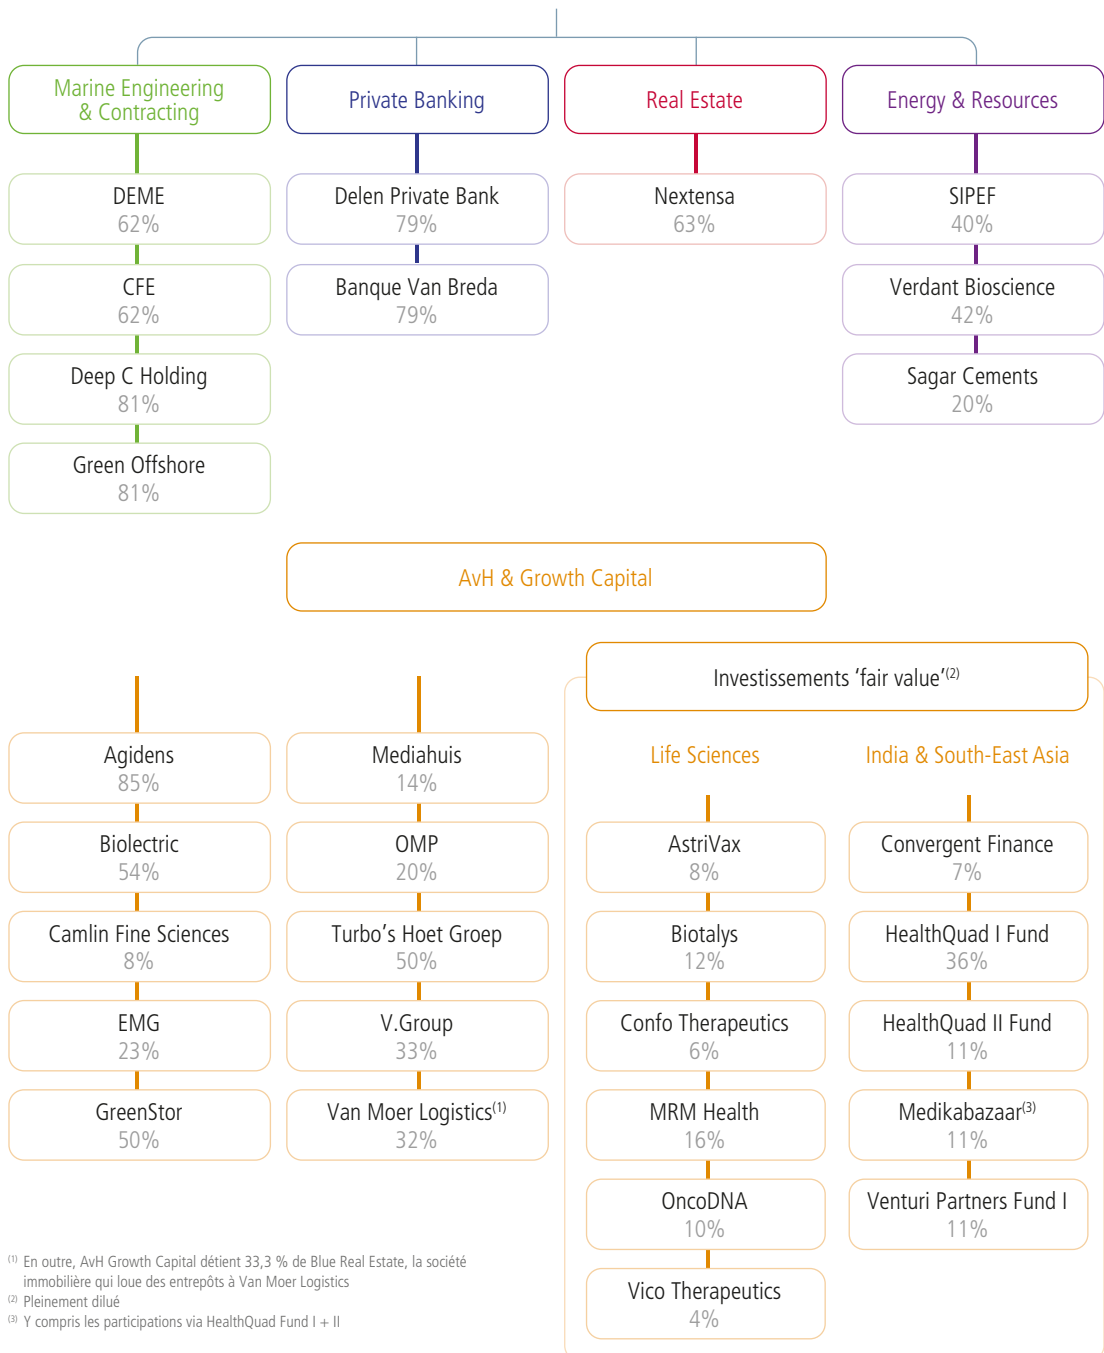 Marine Engineering
& Contracting
DEME
62%
CFE
62%
Deep C Holding
81%
Green Offshore
81%
Private Banking
Delen Private Bank
79%
Banque Van Breda
79%
Real Estate
Nextensa
63%
Energy & Resources
SIPEF
40%
Verdant Bioscience
42%
Sagar Cements
20%
AvH & Growth Capital
Agidens
85%
Biolectric
54%
Camlin Fine Sciences
8%
EMG
23%
GreenStor
50%
Mediahuis
14%
OMP
20%
Turbo’s Hoet Groep
50%
V.Group
33%
Van Moer Logistics(1)
32%
Investissements ‘fair value’(2)
Life Sciences
AstriVax
8%
Biotalys
12%
Confo Therapeutics
6%
MRM Health
16%
OncoDNA
10%
Vico Therapeutics
4%
India & South-East Asia
Convergent Finance
7%
HealthQuad I Fund
36%
HealthQuad II Fund
11%
Medikabazaar(3)
11%
Venturi Partners Fund I
11%
(1) En outre, AvH Growth Capital détient 33,3 % de Blue Real Estate, la société
immobilière qui loue des entrepôts à Van Moer Logistics
(2) Pleinement dilué
(3) Y compris les participations via HealthQuad Fund I + II